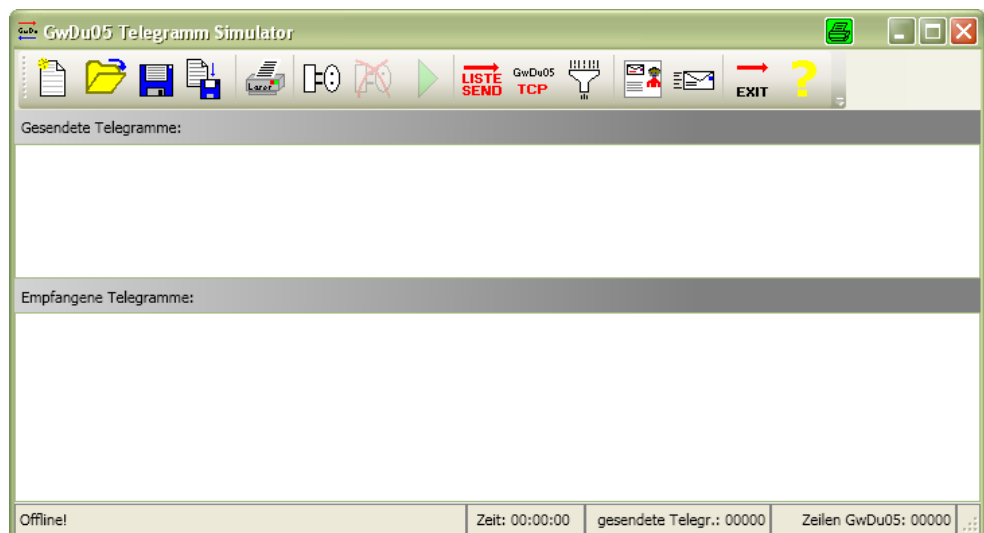 GwDu05 Telegramm Simulator
Laser
LISTE
SEND
GwDu05
TCP
EXIT
?
Gesendete Telegramme:
Empfangene Telegramme:
Offline!
Zeit: 00:00:00
gesendete Telegr.: 00000
Zeilen GwDu05: 00000